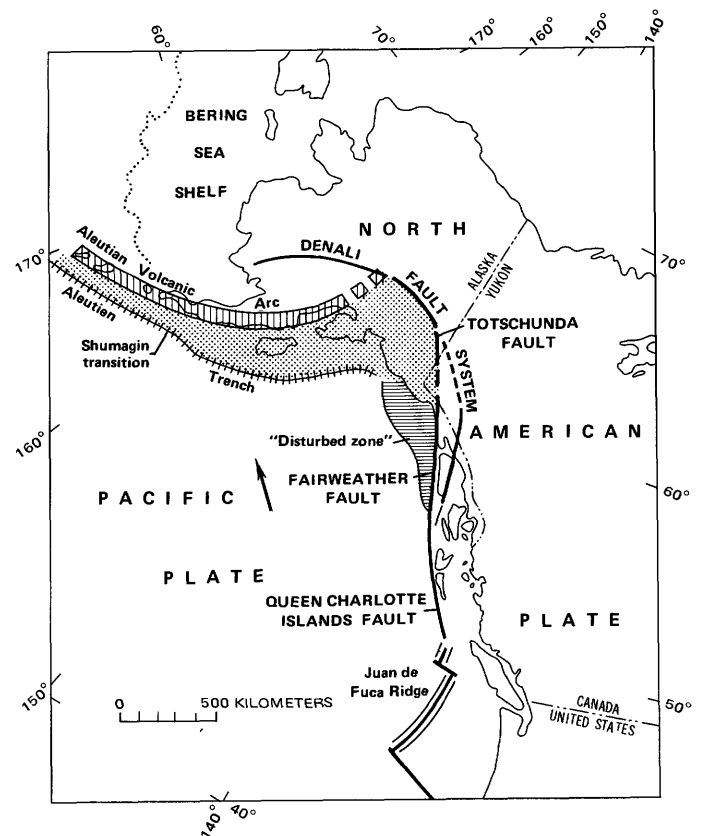 60°
70°
170°
160°
150°
140°
BERING
SEA
SHELF
NORTH
DENALI
FAULT
SYSTEM
ALASKA
YUKON
170°
70°
Aleutian
Volcanic
Arc
Aleutian
Trench
Shumagin
transition
TOTSCHUNDA
FAULT
160°
"Disturbed zone"
AMERICAN
FAIRWEATHER
FAULT
60°
PACIFIC
PLATE
QUEEN CHARLOTTE
ISLANDS FAULT
PLATE
Juan de
Fuca Ridge
150°
0
500 KILOMETERS
CANADA
UNITED STATES
50°
140°
40°